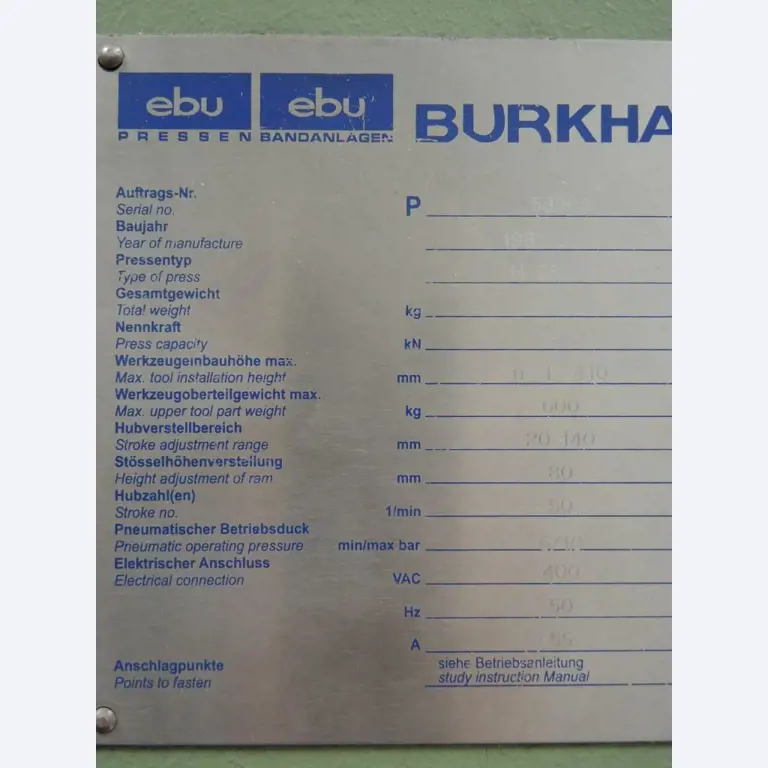 ebu ebu BURKHA
PRESSEN BANDANLAGEN
Auftrags-Nr.
Serial no. P
Baujahr
Year of manufacture
Pressentyp
Type of press
Gesamtgewicht
Total weight kg
Nennkraft
Press capacity kN
Werkzeugeinbauhöhe max.
Max. tool installation height mm
Werkzeugoberteilgewicht max.
Max. upper tool part weight kg 600
Hubverstellbereich
Stroke adjustment range mm 20-140
Stösselhöhenverstellung
Height adjustment of ram mm 80
Hubzahl(en)
Stroke no. 1/min 50
Pneumatischer Betriebsduck
Pneumatic operating pressure min/max bar
Elektrischer Anschluss
Electrical connection VAC 400
Hz 50
A
Anschlagpunkte siehe Betriebsanleitung
Points to fasten study instruction Manual